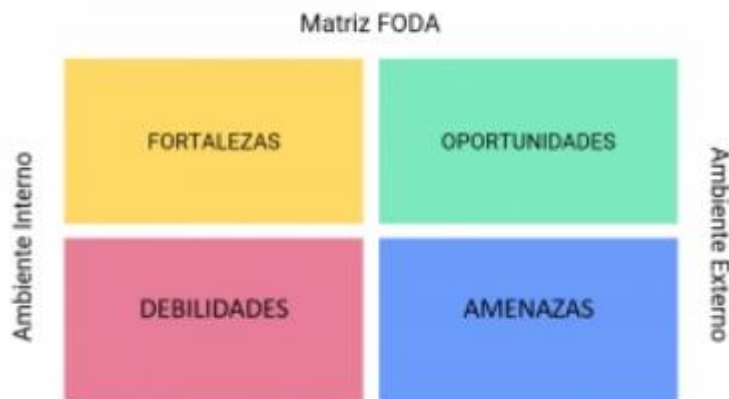 Matriz FODA
Ambiente Interno
FORTALEZAS
OPORTUNIDADES
DEBILIDADES
AMENAZAS
Ambiente Externo